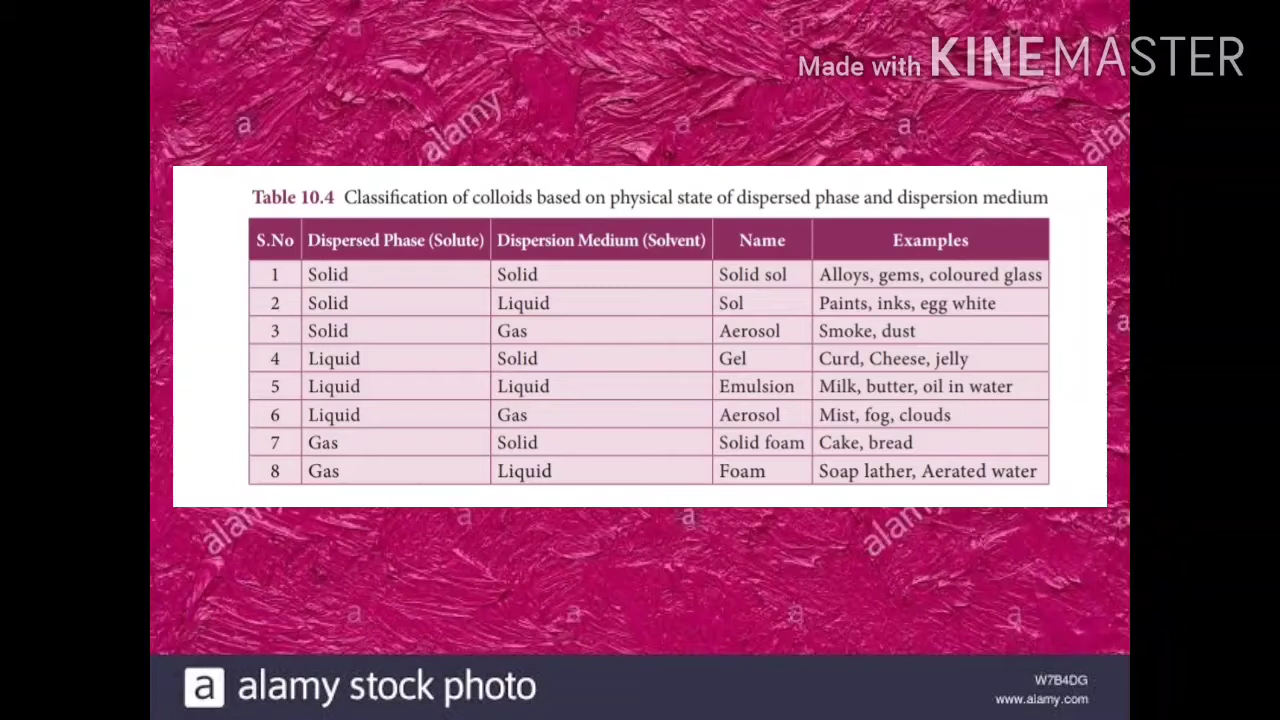 Made with KINEMASTER
a a a
alamy
a a a
Table 10.4 Classification of colloids based on physical state of dispersed phase and dispersion medium
S.No Dispersed Phase (Solute) Dispersion Medium (Solvent) Name Examples
1 Solid Solid Solid sol Alloys, gems, coloured glass
2 Solid Liquid Sol Paints, inks, egg white
3 Solid Gas Aerosol Smoke, dust
4 Liquid Solid Gel Curd, Cheese, jelly
5 Liquid Liquid Emulsion Milk, butter, oil in water
6 Liquid Gas Aerosol Mist, fog, clouds
7 Gas Solid Solid foam Cake, bread
8 Gas Liquid Foam Soap lather, Aerated water
a a
a a a a
a alamy stock photo
W7B4DG
www.alamy.com